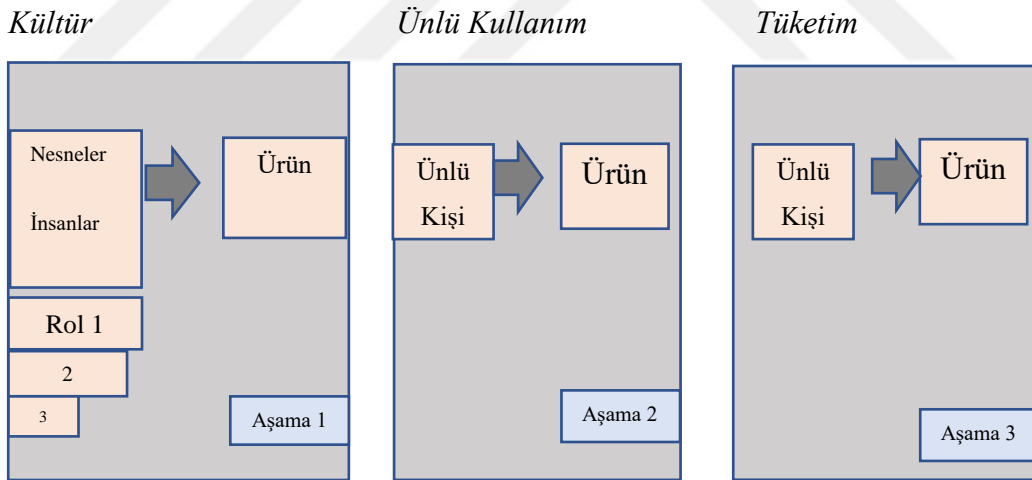 Kültür
Ünlü Kullanım
Tüketim
Nesneler
İnsanlar
Ürün
Rol 1
2
3
Aşama 1
Ünlü
Kişi
Ürün
Aşama 2
Ünlü
Kişi
Ürün
Aşama 3